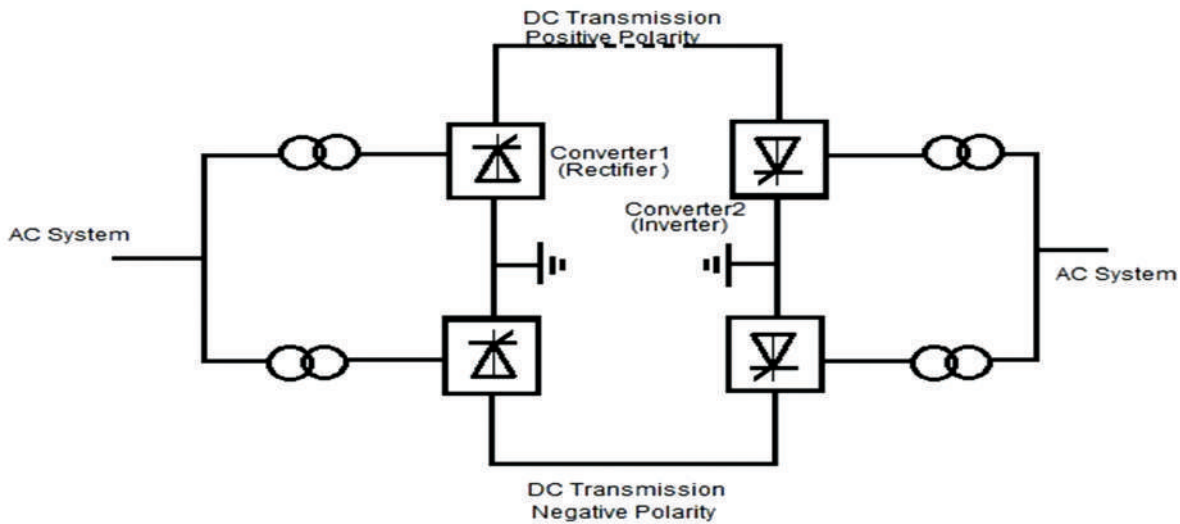 DC Transmission
Positive Polarity
Converter1
(Rectifier)
Converter2
(Inverter)
AC System
AC System
DC Transmission
Negative Polarity